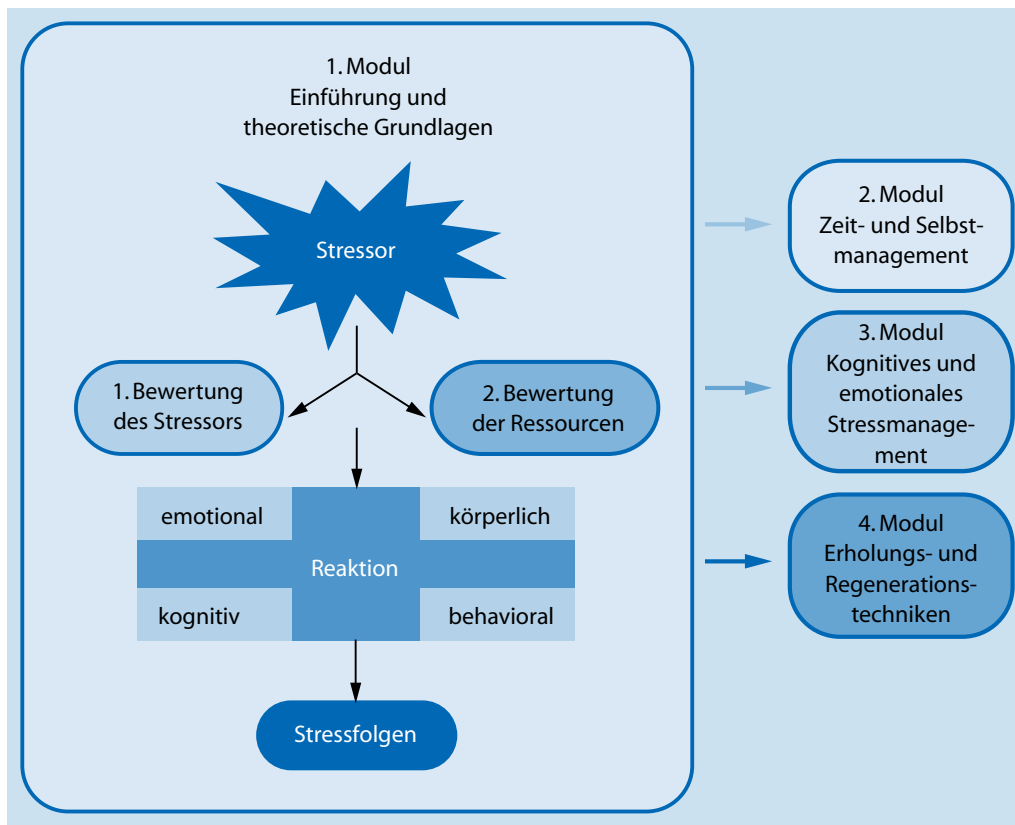 1. Modul
Einführung und
theoretische Grundlagen
Stressor
1. Bewertung
des Stressors
2. Bewertung
der Ressourcen
emotional
körperlich
Reaktion
kognitiv
behavioral
Stressfolgen
2. Modul
Zeit- und Selbst-
management
3. Modul
Kognitives und
emotionales
Stressmanage-
ment
4. Modul
Erholungs- und
Regenerations-
techniken